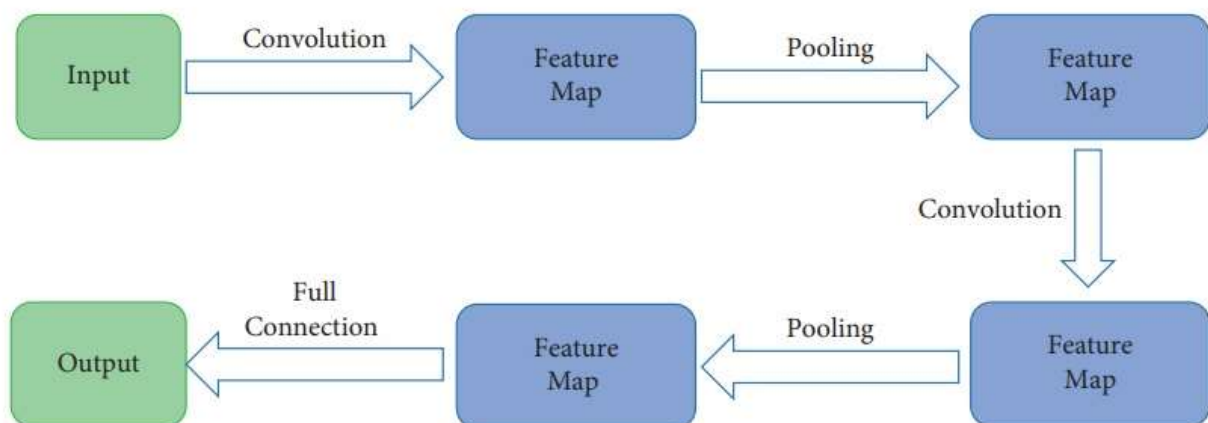 Input
Convolution
Feature
Map
Pooling
Feature
Map
Convolution
Feature
Map
Pooling
Feature
Map
Full
Connection
Output